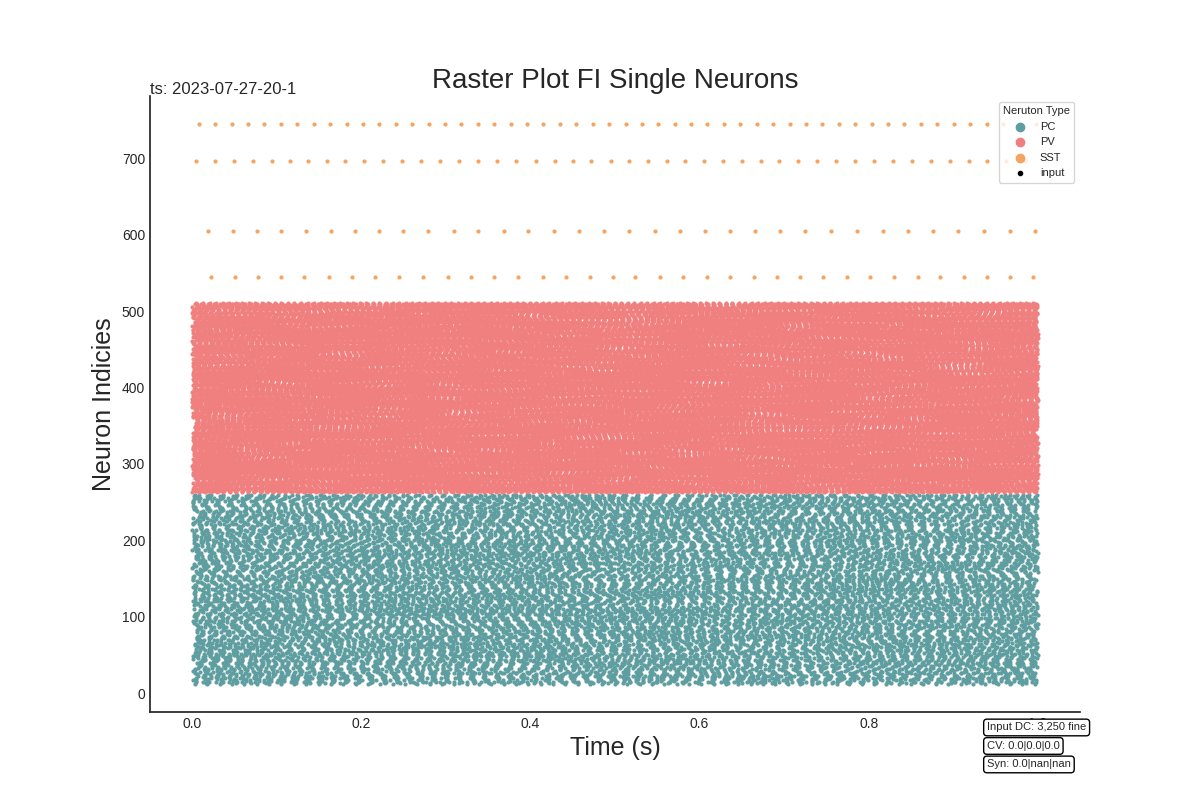 Raster Plot FI Single Neurons
ts: 2023-07-27-20-1
Neruton Type
PC
PV
SST
input
700
600
500
400
300
200
100
0
Neuron Indicies
0.0 0.2 0.4 0.6 0.8
Time (s)
Input DC: 3,250 fine
CV: 0.0|0.0|0.0
Syn: 0.0|nan|nan